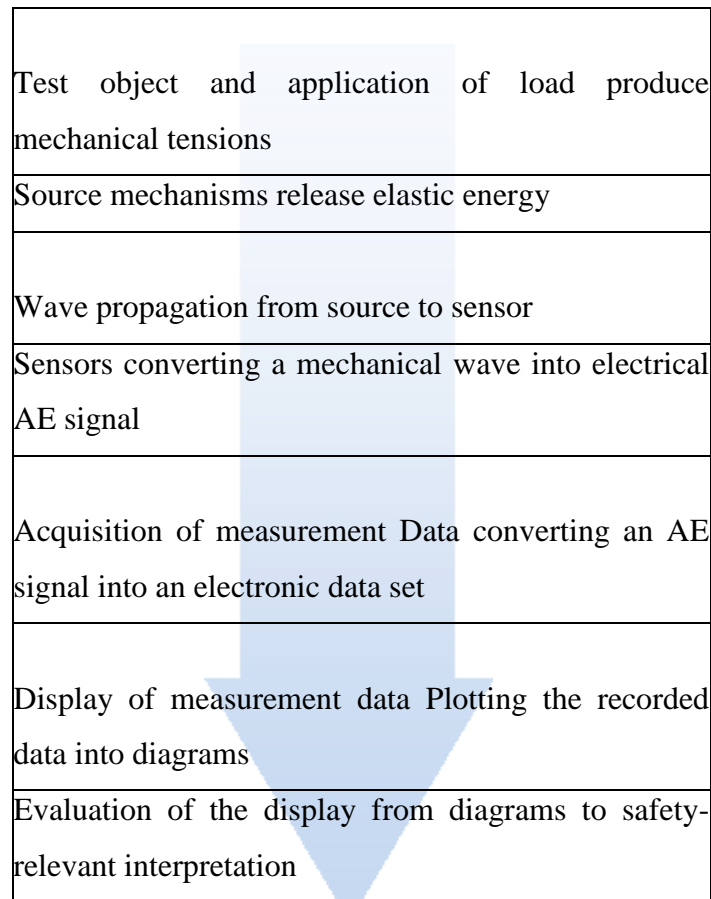 Test object and application of load produce
mechanical tensions
Source mechanisms release elastic energy
Wave propagation from source to sensor
Sensors converting a mechanical wave into electrical
AE signal
Acquisition of measurement Data converting an AE
signal into an electronic data set
Display of measurement data Plotting the recorded
data into diagrams
Evaluation of the display from diagrams to safety-
relevant interpretation